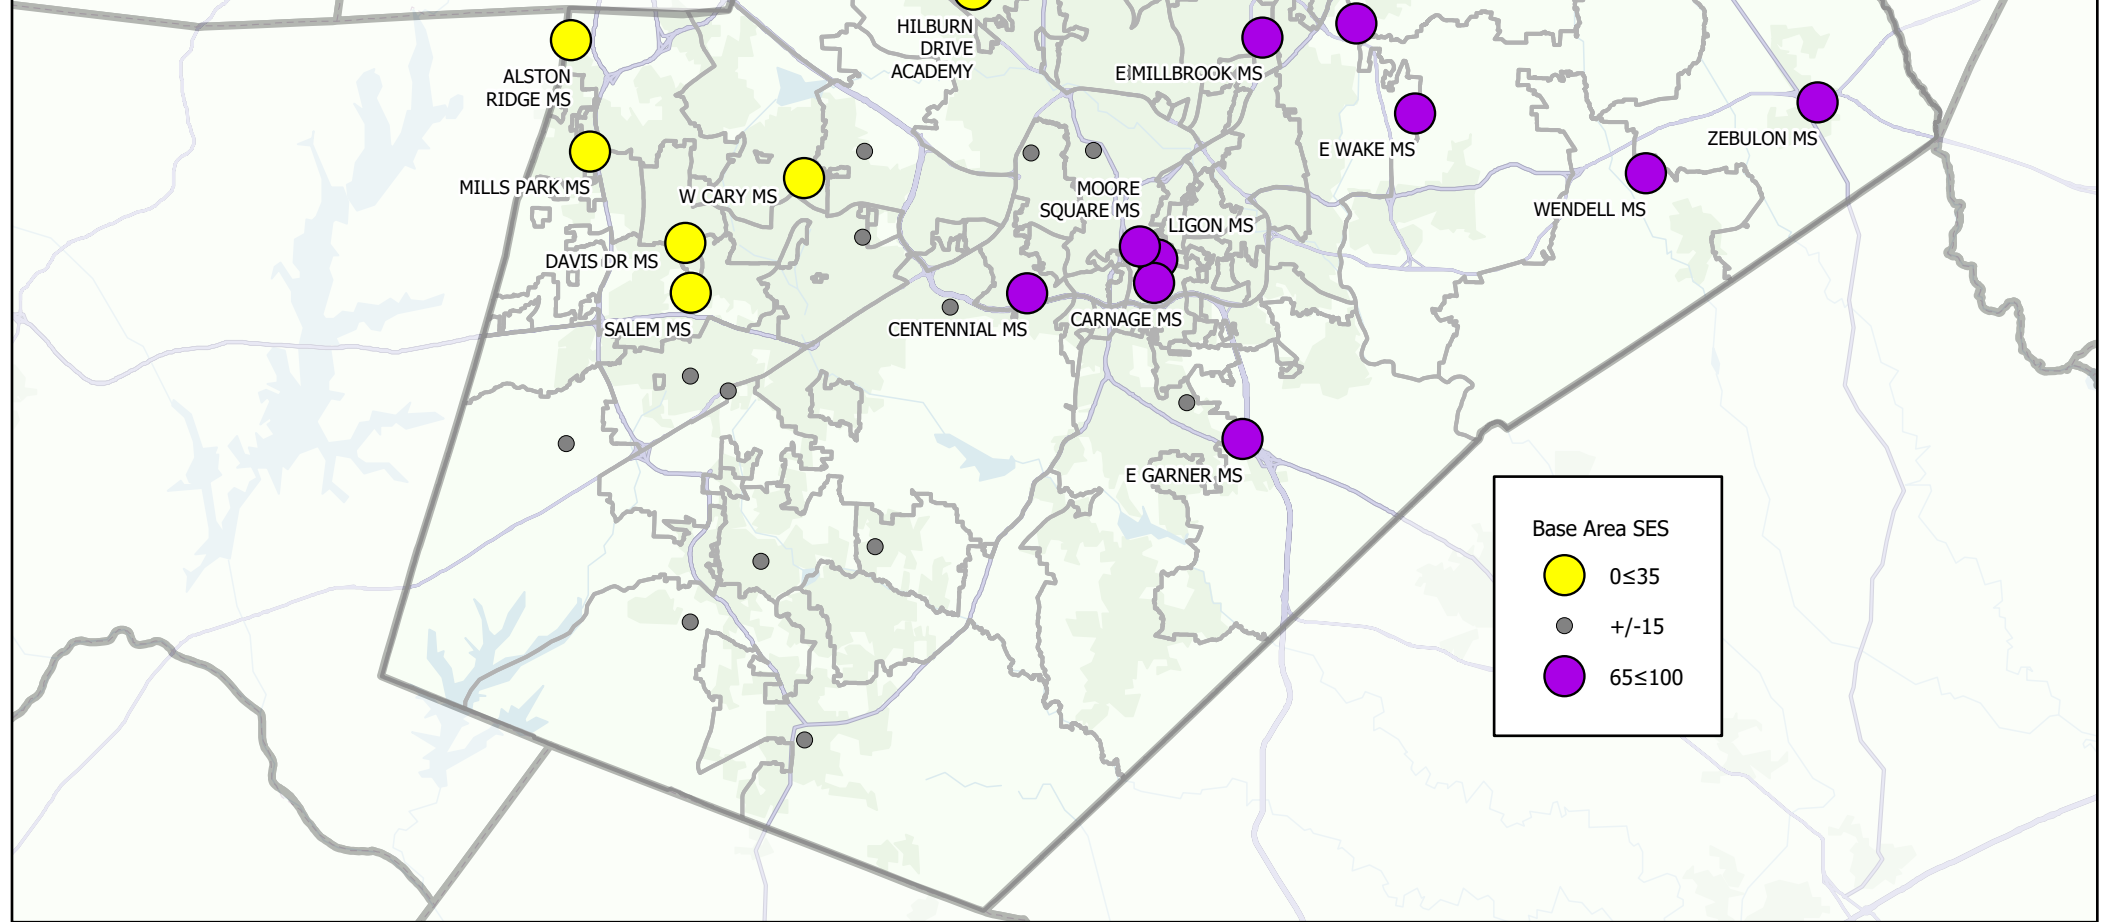 HILBURN
DRIVE
ACADEMY
ALSTON
RIDGE MS
E MILLBROOK MS
ZEBULON MS
E WAKE MS
MILLS PARK MS
W CARY MS
MOORE
SQUARE MS
WENDELL MS
LIGON MS
DAVIS DR MS
SALEM MS
CENTENNIAL MS
CARNAGE MS
E GARNER MS
Base Area SES
0≤35
+/-15
65≤100